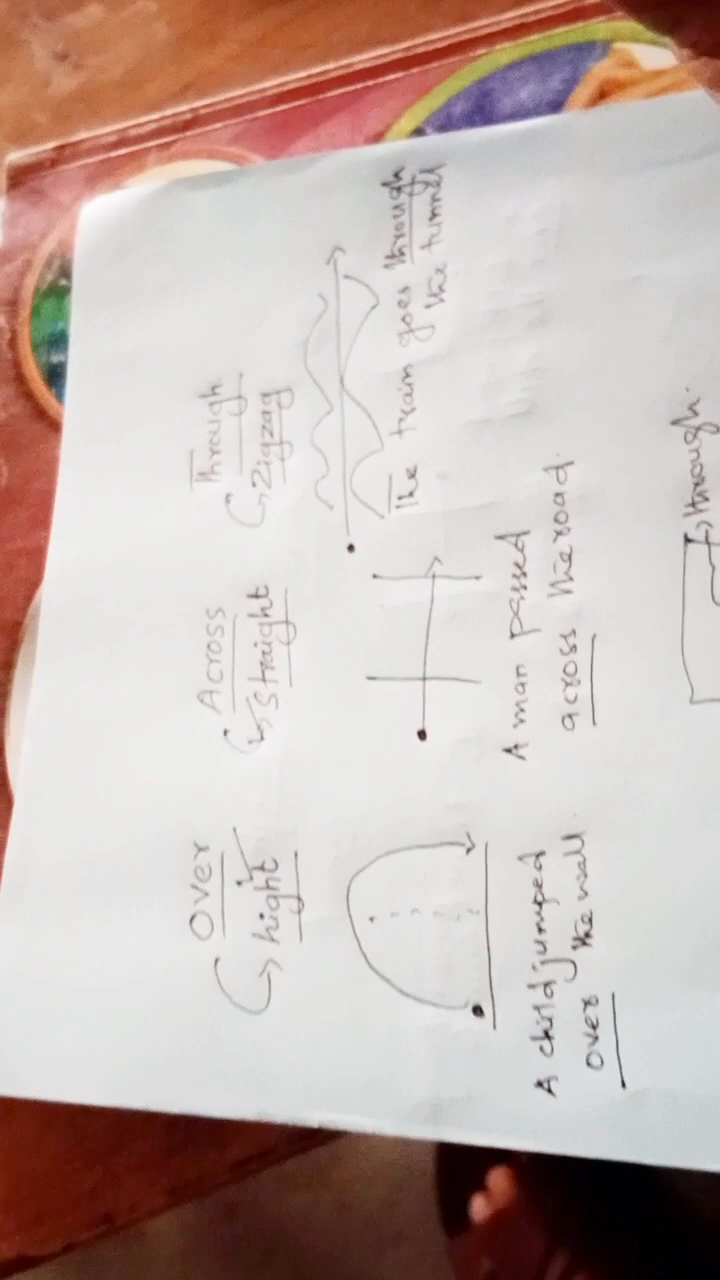 Over
hight
A child jumped
over the wall.
Across
straight
A man passed
across the road.
Through
Zigzag
The train goes through
the tunnel
through.